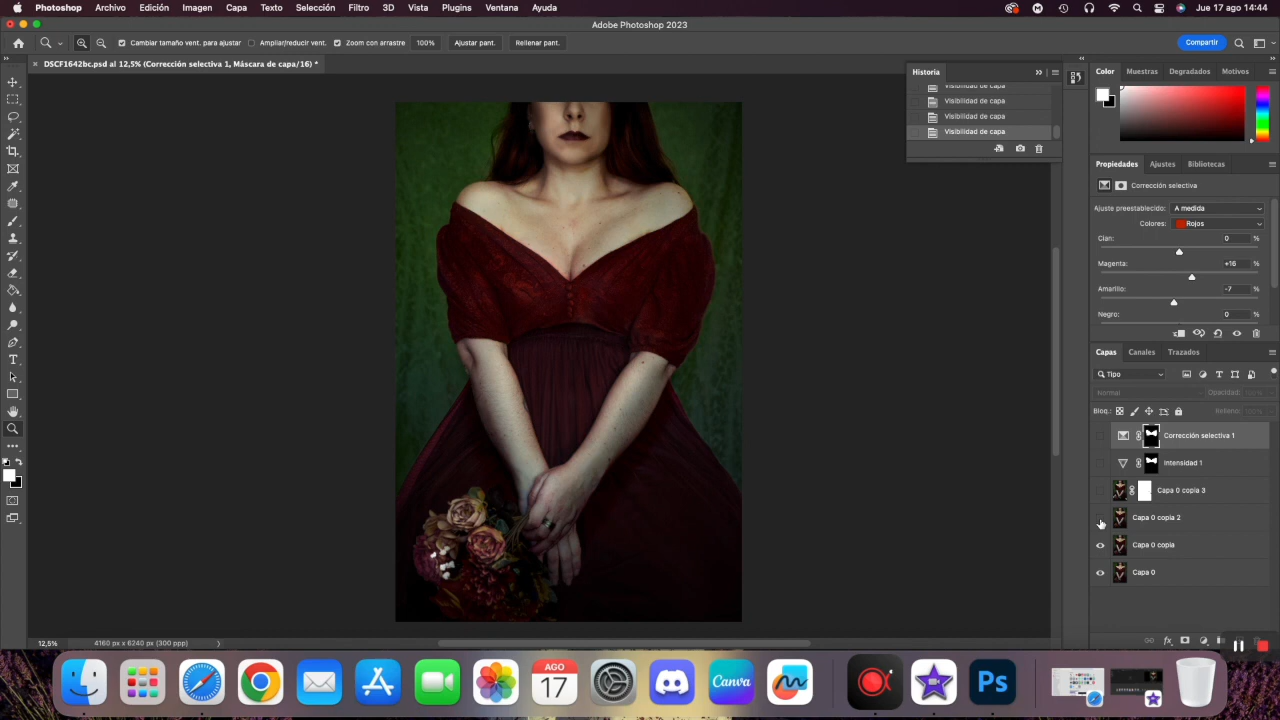 Photoshop Archivo Edición Imagen Capa Texto Selección Filtro 3D Vista Plugins Ventana Ayuda
Jue 17 ago 14:44
Adobe Photoshop 2023
Cambiar tamaño vent. para ajustar
Ampliar/reducir vent.
Zoom con arrastre
100%
Ajustar pant.
Rellenar pant.
Compartir
DSCF1642bc.psd al 12,5% (Corrección selectiva 1, Máscara de capa/16) *
Historia
Visibilidad de capa
Visibilidad de capa
Visibilidad de capa
Visibilidad de capa
Color Muestras Degradados Motivos
Propiedades Ajustes Bibliotecas
Corrección selectiva
Ajuste preestablecido: A medida
Colores: Rojos
Cian: 0 %
Magenta: +16 %
Amarillo: -7 %
Negro: 0 %
Capas Canales Trazados
Tipo
Normal Opacidad: 100%
Bloq.: Relleno: 100%
Corrección selectiva 1
Intensidad 1
Capa 0 copia 3
Capa 0 copia 2
Capa 0 copia
Capa 0
12,5%
4160 px x 6240 px (300 ppp)
AGO
17
Canva
Ps